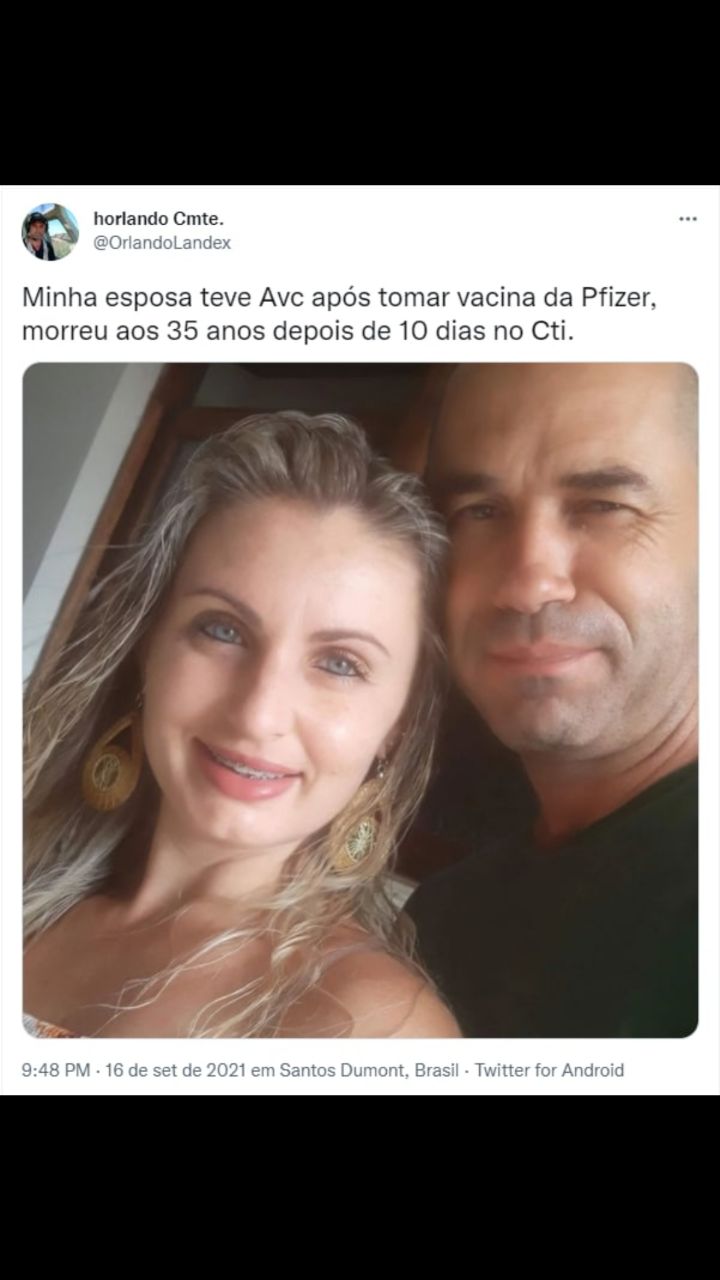 horlando Cmte.
@OrlandoLandex
Minha esposa teve Avc após tomar vacina da Pfizer,
morreu aos 35 anos depois de 10 dias no Cti.
9:48 PM · 16 de set de 2021 em Santos Dumont, Brasil · Twitter for Android